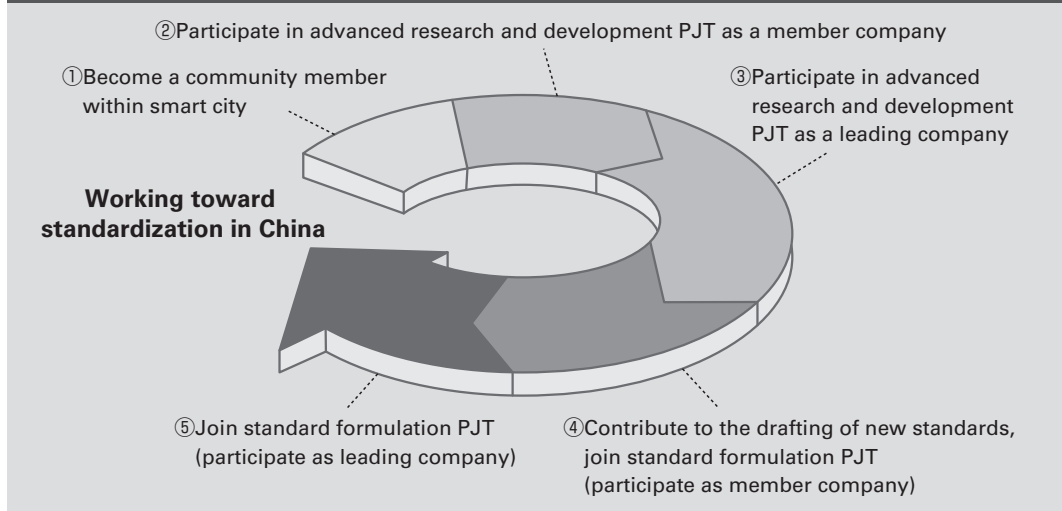 ②Participate in advanced research and development PJT as a member company
①Become a community member
within smart city
③Participate in advanced
research and development
PJT as a leading company
Working toward
standardization in China
⑤Join standard formulation PJT
(participate as leading company)
④Contribute to the drafting of new standards,
join standard formulation PJT
(participate as member company)